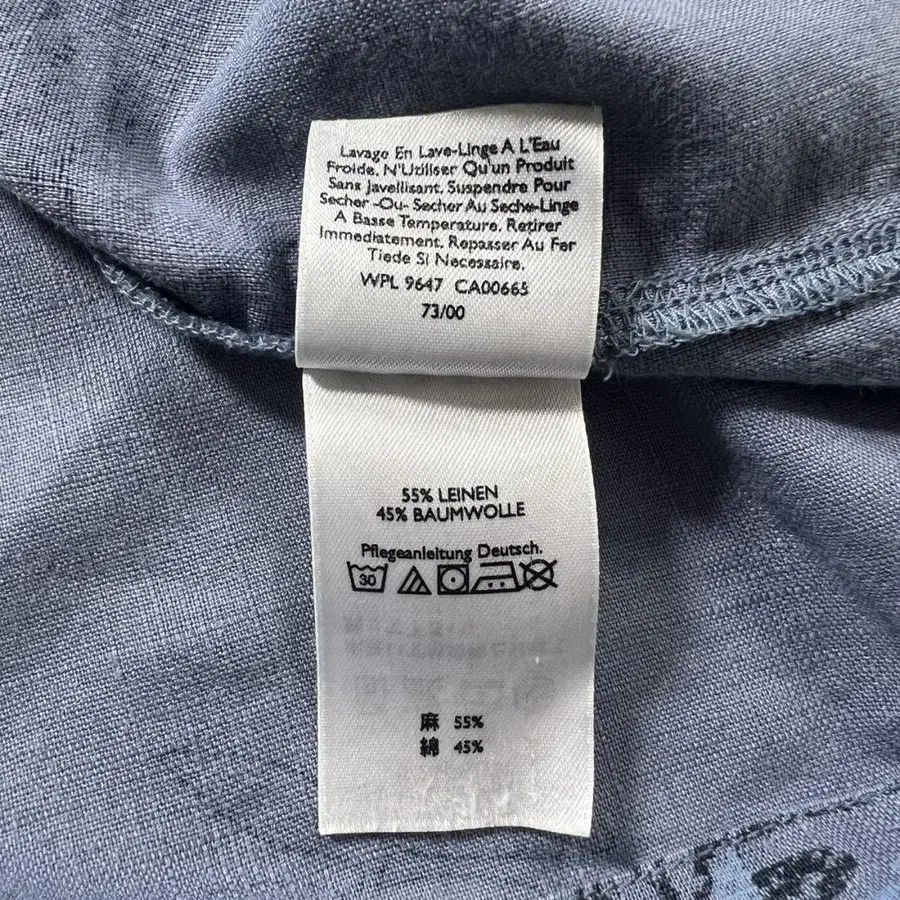 Lavage En Lave-Linge A L'Eau
Froide. N'Utiliser Qu'un Produit
Sans Javellisant. Suspendre Pour
Secher -Ou- Secher Au Seche-Linge
A Basse Temperature. Retirer
Immediatement. Repasser Au Fer
Tiede Si Necessaire.
WPL 9647 CA00665
73/00
55% LEINEN
45% BAUMWOLLE
Pflegeanleitung Deutsch.
30
麻 55%
綿 45%